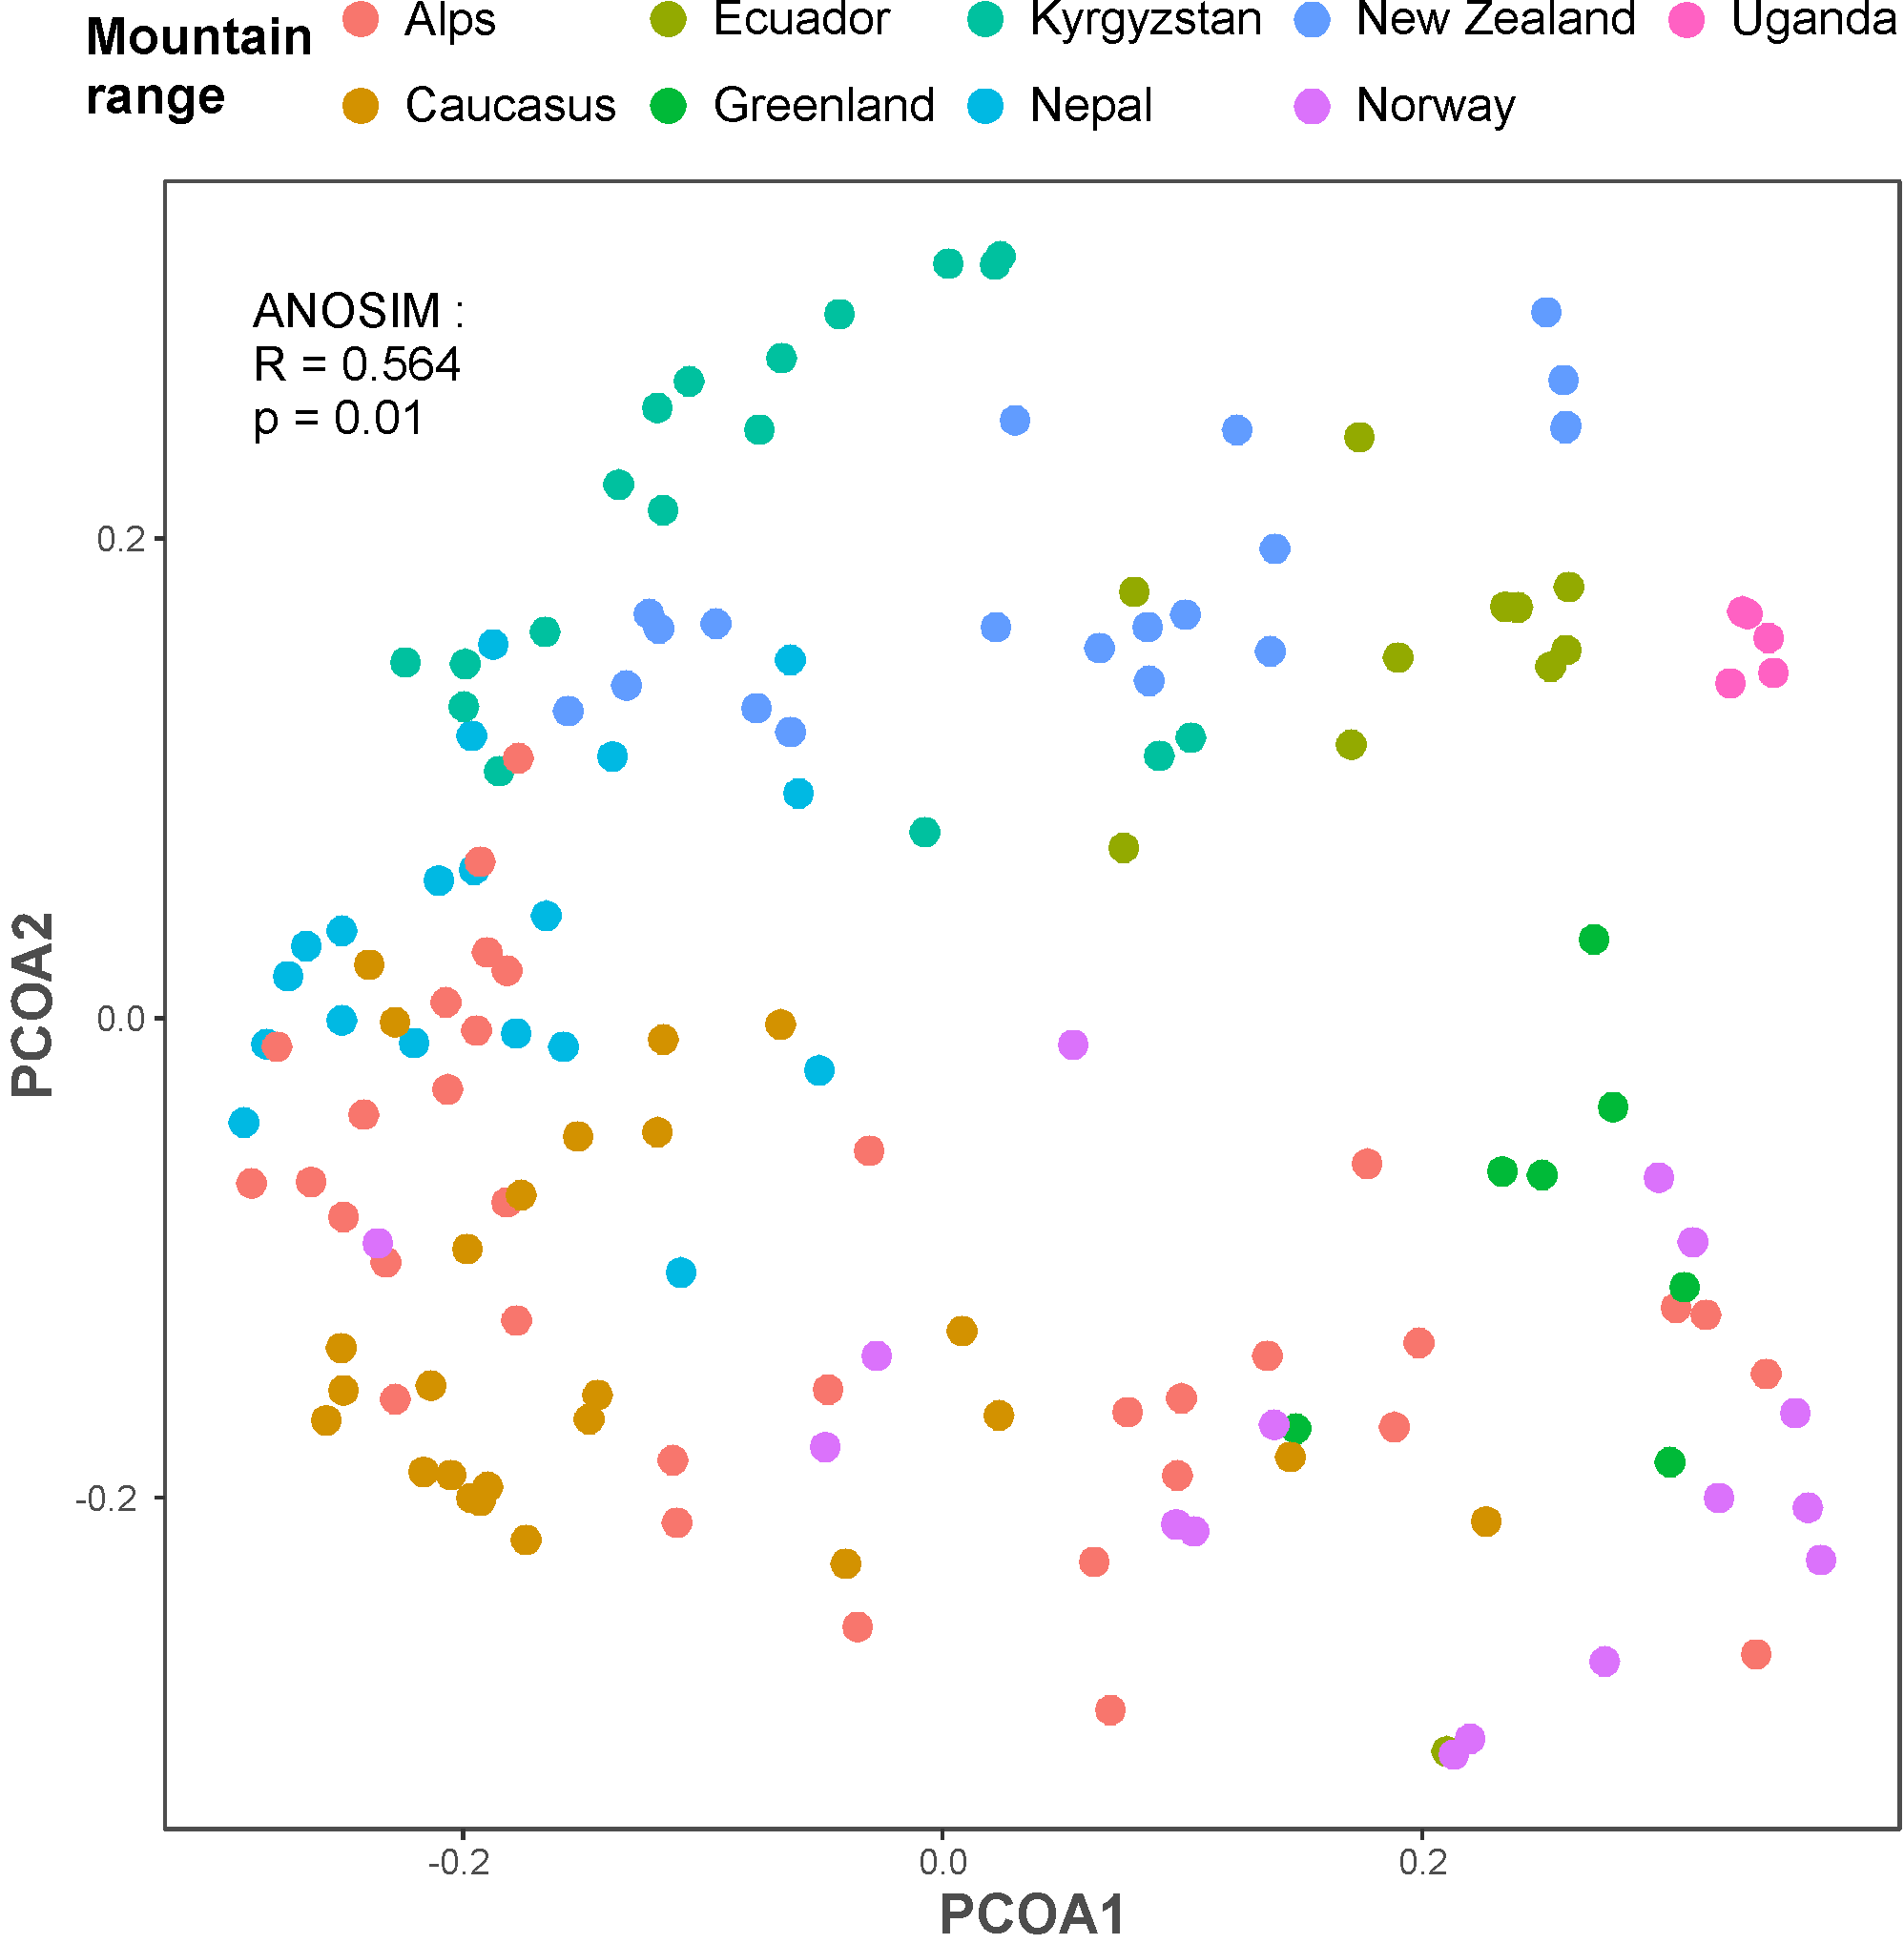 Mountain
range
Alps
Ecuador
Kyrgyzstan
New Zealand
Uganda
Caucasus
Greenland
Nepal
Norway
ANOSIM :
R = 0.564
p = 0.01
0.2
0.0
-0.2
PCOA2
-0.2
0.0
0.2
PCOA1